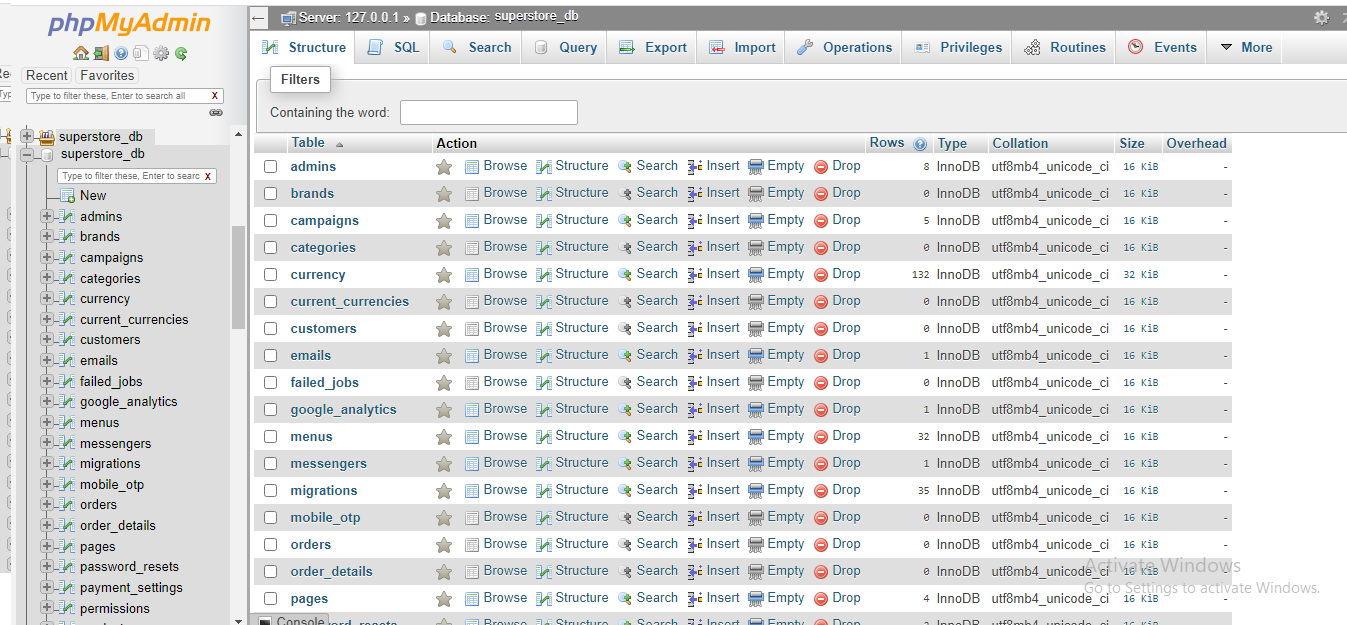 phpMyAdmin
Recent Favorites
Type to filter these, Enter to search all X
superstore_db
superstore_db
Type to filter these, Enter to searc X
New
admins
brands
campaigns
categories
currency
current_currencies
customers
emails
failed_jobs
google_analytics
menus
messengers
migrations
mobile_otp
orders
order_details
pages
password_resets
payment_settings
permissions
Server: 127.0.0.1 » Database: superstore_db
Structure SQL Search Query Export Import Operations Privileges Routines Events More
Filters
Containing the word:
Table Action Rows Type Collation Size Overhead
admins Browse Structure Search Insert Empty Drop 8 InnoDB utf8mb4_unicode_ci 16 KiB -
brands Browse Structure Search Insert Empty Drop 0 InnoDB utf8mb4_unicode_ci 16 KiB -
campaigns Browse Structure Search Insert Empty Drop 5 InnoDB utf8mb4_unicode_ci 16 KiB -
categories Browse Structure Search Insert Empty Drop 0 InnoDB utf8mb4_unicode_ci 16 KiB -
currency Browse Structure Search Insert Empty Drop 132 InnoDB utf8mb4_unicode_ci 32 KiB -
current_currencies Browse Structure Search Insert Empty Drop 0 InnoDB utf8mb4_unicode_ci 16 KiB -
customers Browse Structure Search Insert Empty Drop 0 InnoDB utf8mb4_unicode_ci 16 KiB -
emails Browse Structure Search Insert Empty Drop 1 InnoDB utf8mb4_unicode_ci 16 KiB -
failed_jobs Browse Structure Search Insert Empty Drop 0 InnoDB utf8mb4_unicode_ci 16 KiB -
google_analytics Browse Structure Search Insert Empty Drop 1 InnoDB utf8mb4_unicode_ci 16 KiB -
menus Browse Structure Search Insert Empty Drop 32 InnoDB utf8mb4_unicode_ci 16 KiB -
messengers Browse Structure Search Insert Empty Drop 1 InnoDB utf8mb4_unicode_ci 16 KiB -
migrations Browse Structure Search Insert Empty Drop 35 InnoDB utf8mb4_unicode_ci 16 KiB -
mobile_otp Browse Structure Search Insert Empty Drop 0 InnoDB utf8mb4_unicode_ci 16 KiB -
orders Browse Structure Search Insert Empty Drop 0 InnoDB utf8mb4_unicode_ci 16 KiB -
order_details Browse Structure Search Insert Empty Drop 0 InnoDB utf8mb4_unicode_ci 16 KiB -
pages Browse Structure Search Insert Empty Drop 4 InnoDB utf8mb4_unicode_ci 16 KiB -
Console
Activate Windows
Go to Settings to activate Windows.